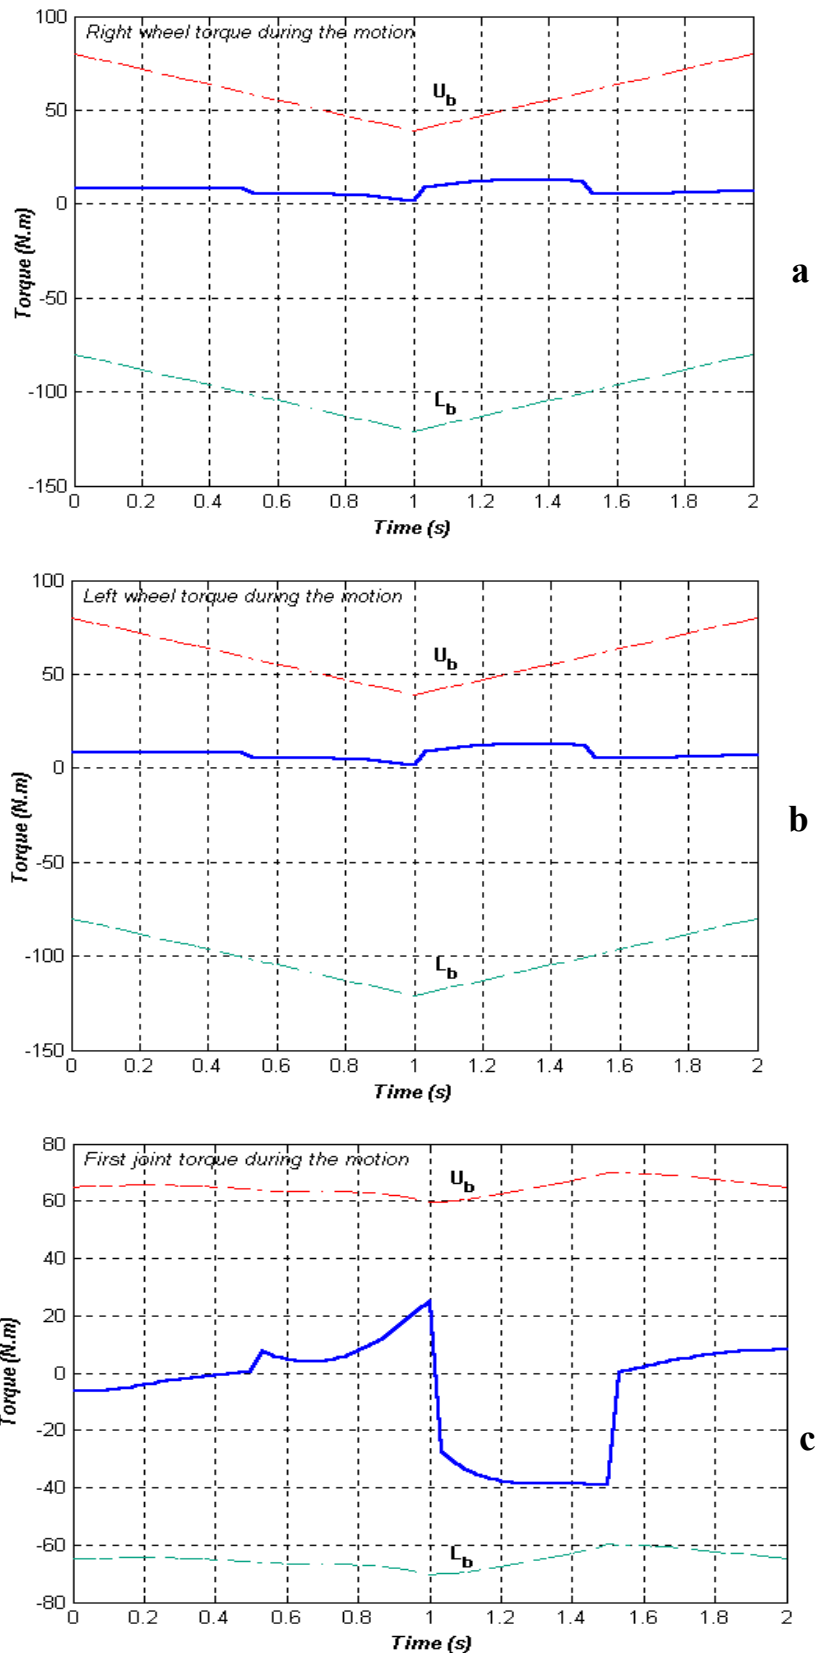 Right wheel torque during the motion
100
50
0
-50
-100
-150
Torque (N.m)
U_b
L_b
0 0.2 0.4 0.6 0.8 1 1.2 1.4 1.6 1.8 2
Time (s)
a
Left wheel torque during the motion
100
50
0
-50
-100
-150
Torque (N.m)
U_b
L_b
0 0.2 0.4 0.6 0.8 1 1.2 1.4 1.6 1.8 2
Time (s)
b
First joint torque during the motion
80
60
40
20
0
-20
-40
-60
-80
Torque (N.m)
U_b
L_b
0 0.2 0.4 0.6 0.8 1 1.2 1.4 1.6 1.8 2
Time (s)
c